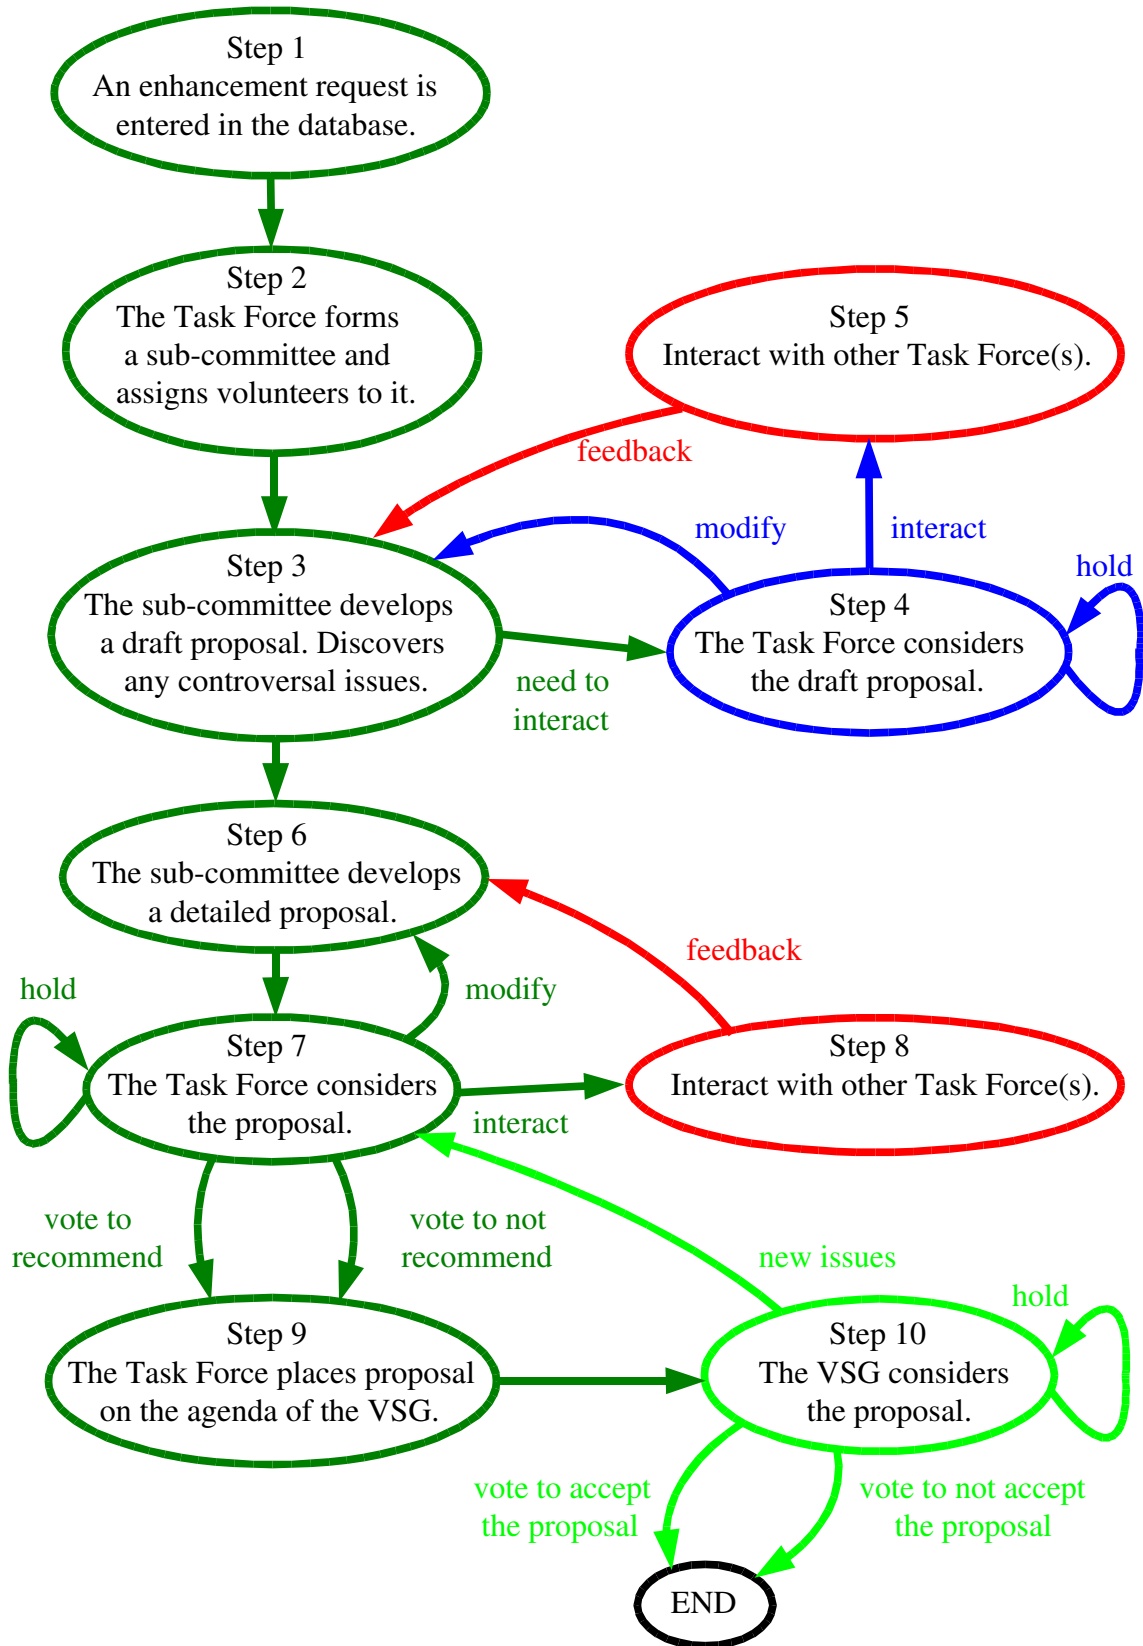 Step 1
An enhancement request is
entered in the database.
Step 2
The Task Force forms
a sub-committee and
assigns volunteers to it.
Step 5
Interact with other Task Force(s).
feedback
modify
interact
hold
Step 3
The sub-committee develops
a draft proposal. Discovers
any controversal issues.
Step 4
The Task Force considers
the draft proposal.
need to
interact
Step 6
The sub-committee develops
a detailed proposal.
feedback
hold
modify
Step 7
The Task Force considers
the proposal.
Step 8
Interact with other Task Force(s).
interact
vote to
recommend
vote to not
recommend
new issues
hold
Step 9
The Task Force places proposal
on the agenda of the VSG.
Step 10
The VSG considers
the proposal.
vote to accept
the proposal
vote to not accept
the proposal
END